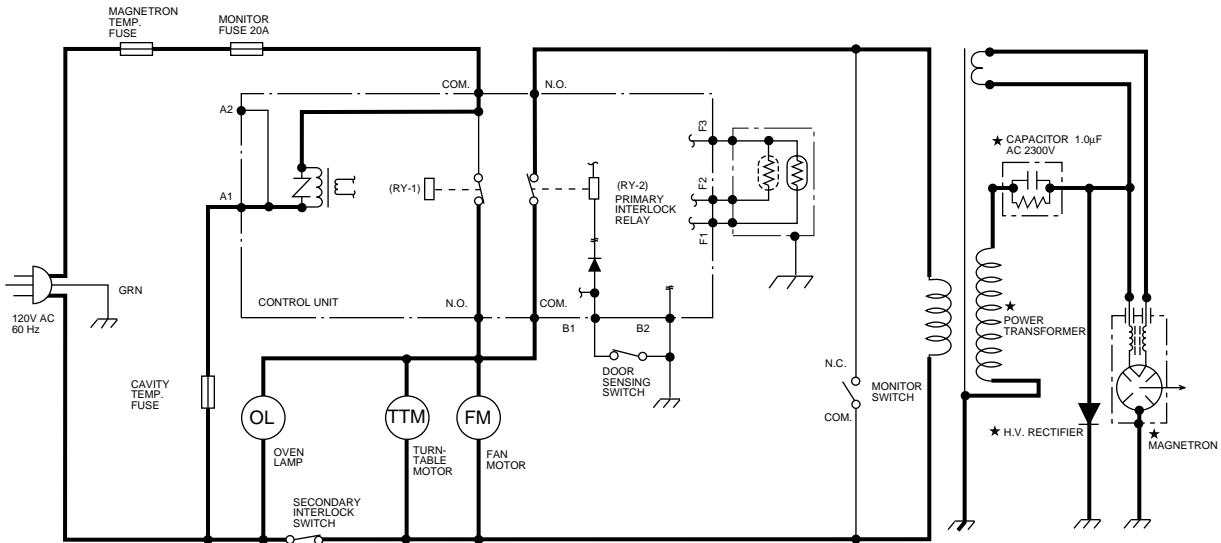 MAGNETRON
TEMP.
FUSE
MONITOR
FUSE 20A
COM.
N.O.
A2
F3
★ CAPACITOR 1.0µF
AC 2300V
(RY-1)
(RY-2)
PRIMARY
INTERLOCK
RELAY
F2
A1
F1
GRN
120V AC
60 Hz
CONTROL UNIT
N.O.
COM.
B1
B2
★
POWER
TRANSFORMER
DOOR
SENSING
SWITCH
N.C.
MONITOR
SWITCH
COM.
CAVITY
TEMP.
FUSE
OL
TTM
FM
OVEN
LAMP
TURN-
TABLE
MOTOR
FAN
MOTOR
★ H.V. RECTIFIER
★
MAGNETRON
SECONDARY
INTERLOCK
SWITCH